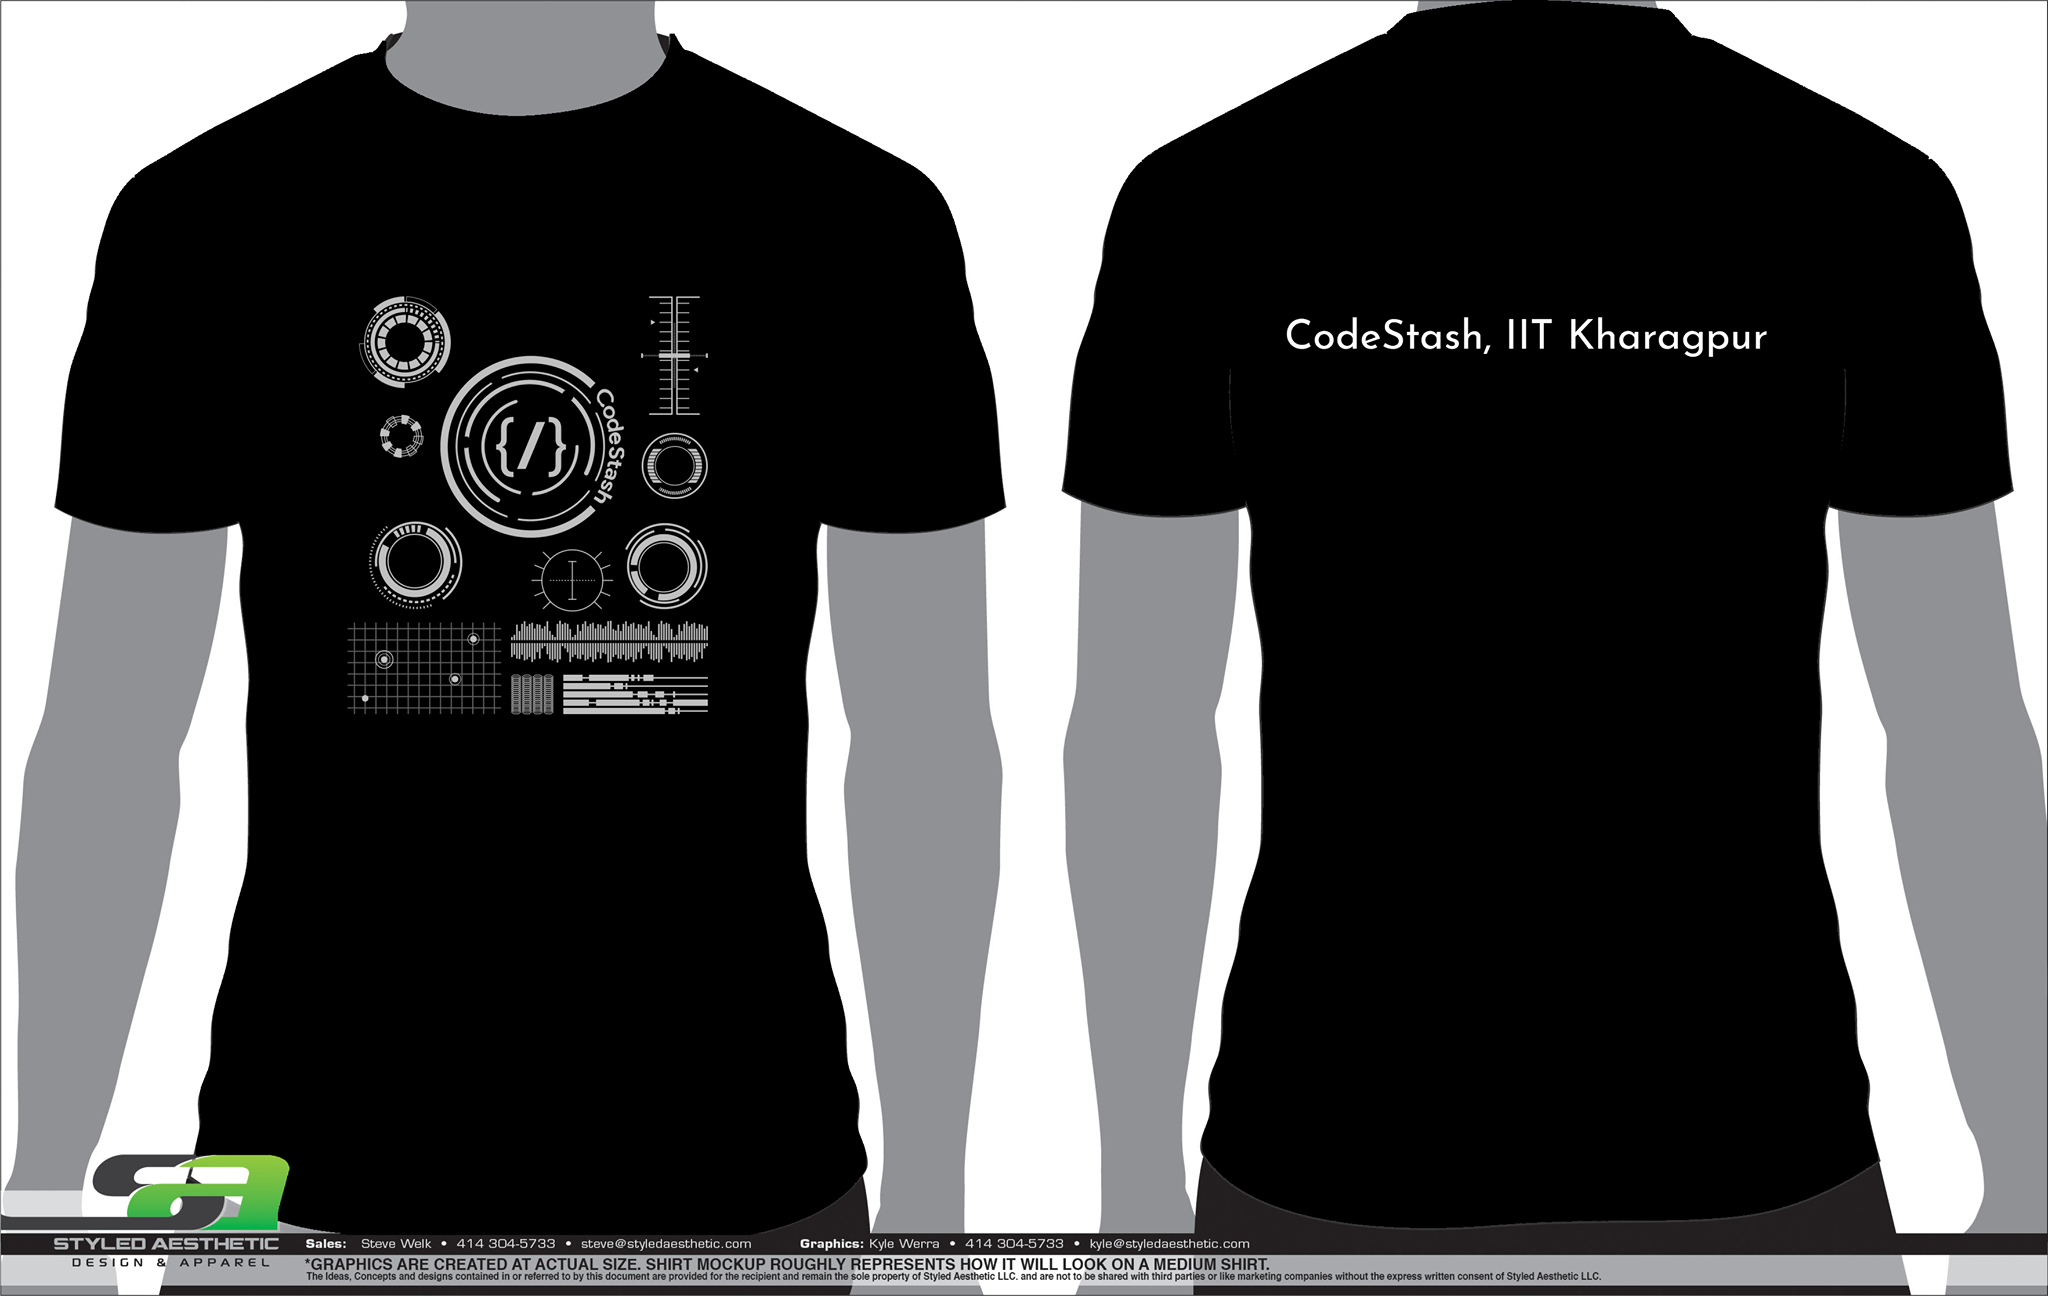 {/}
CodeStash
CodeStash, IIT Kharagpur
SA
STYLED AESTHETIC
DESIGN & APPAREL
Sales: Steve Welk • 414 304-5733 • steve@styledaesthetic.com
Graphics: Kyle Werra • 414 304-5733 • kyle@styledaesthetic.com
*GRAPHICS ARE CREATED AT ACTUAL SIZE. SHIRT MOCKUP ROUGHLY REPRESENTS HOW IT WILL LOOK ON A MEDIUM SHIRT.
The Ideas, Concepts and designs contained in or referred to by this document are provided for the recipient and remain the sole property of Styled Aesthetic LLC. and are not to be shared with third parties or like marketing companies without the express written consent of Styled Aesthetic LLC.